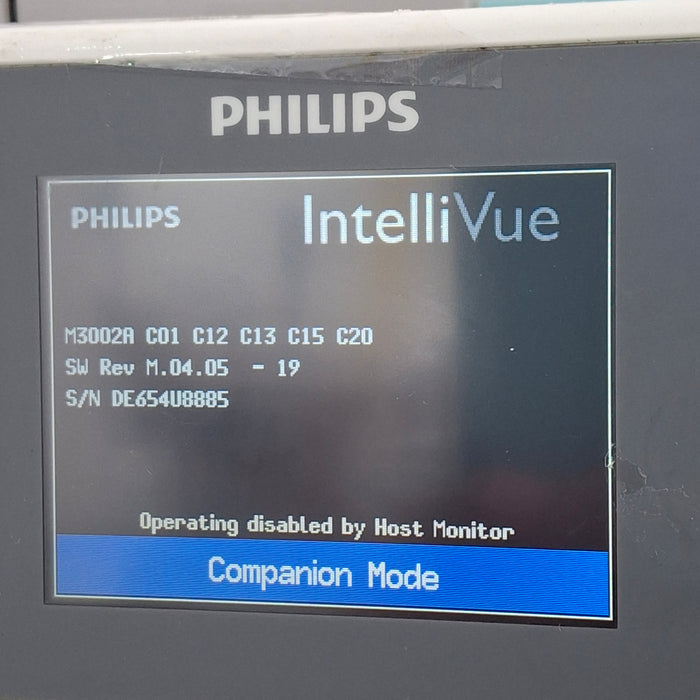 PHILIPS
PHILIPS IntelliVue
M3002A C01 C12 C13 C15 C20
SW Rev M.04.05 - 19
S/N DE654U8885
Operating disabled by Host Monitor
Companion Mode